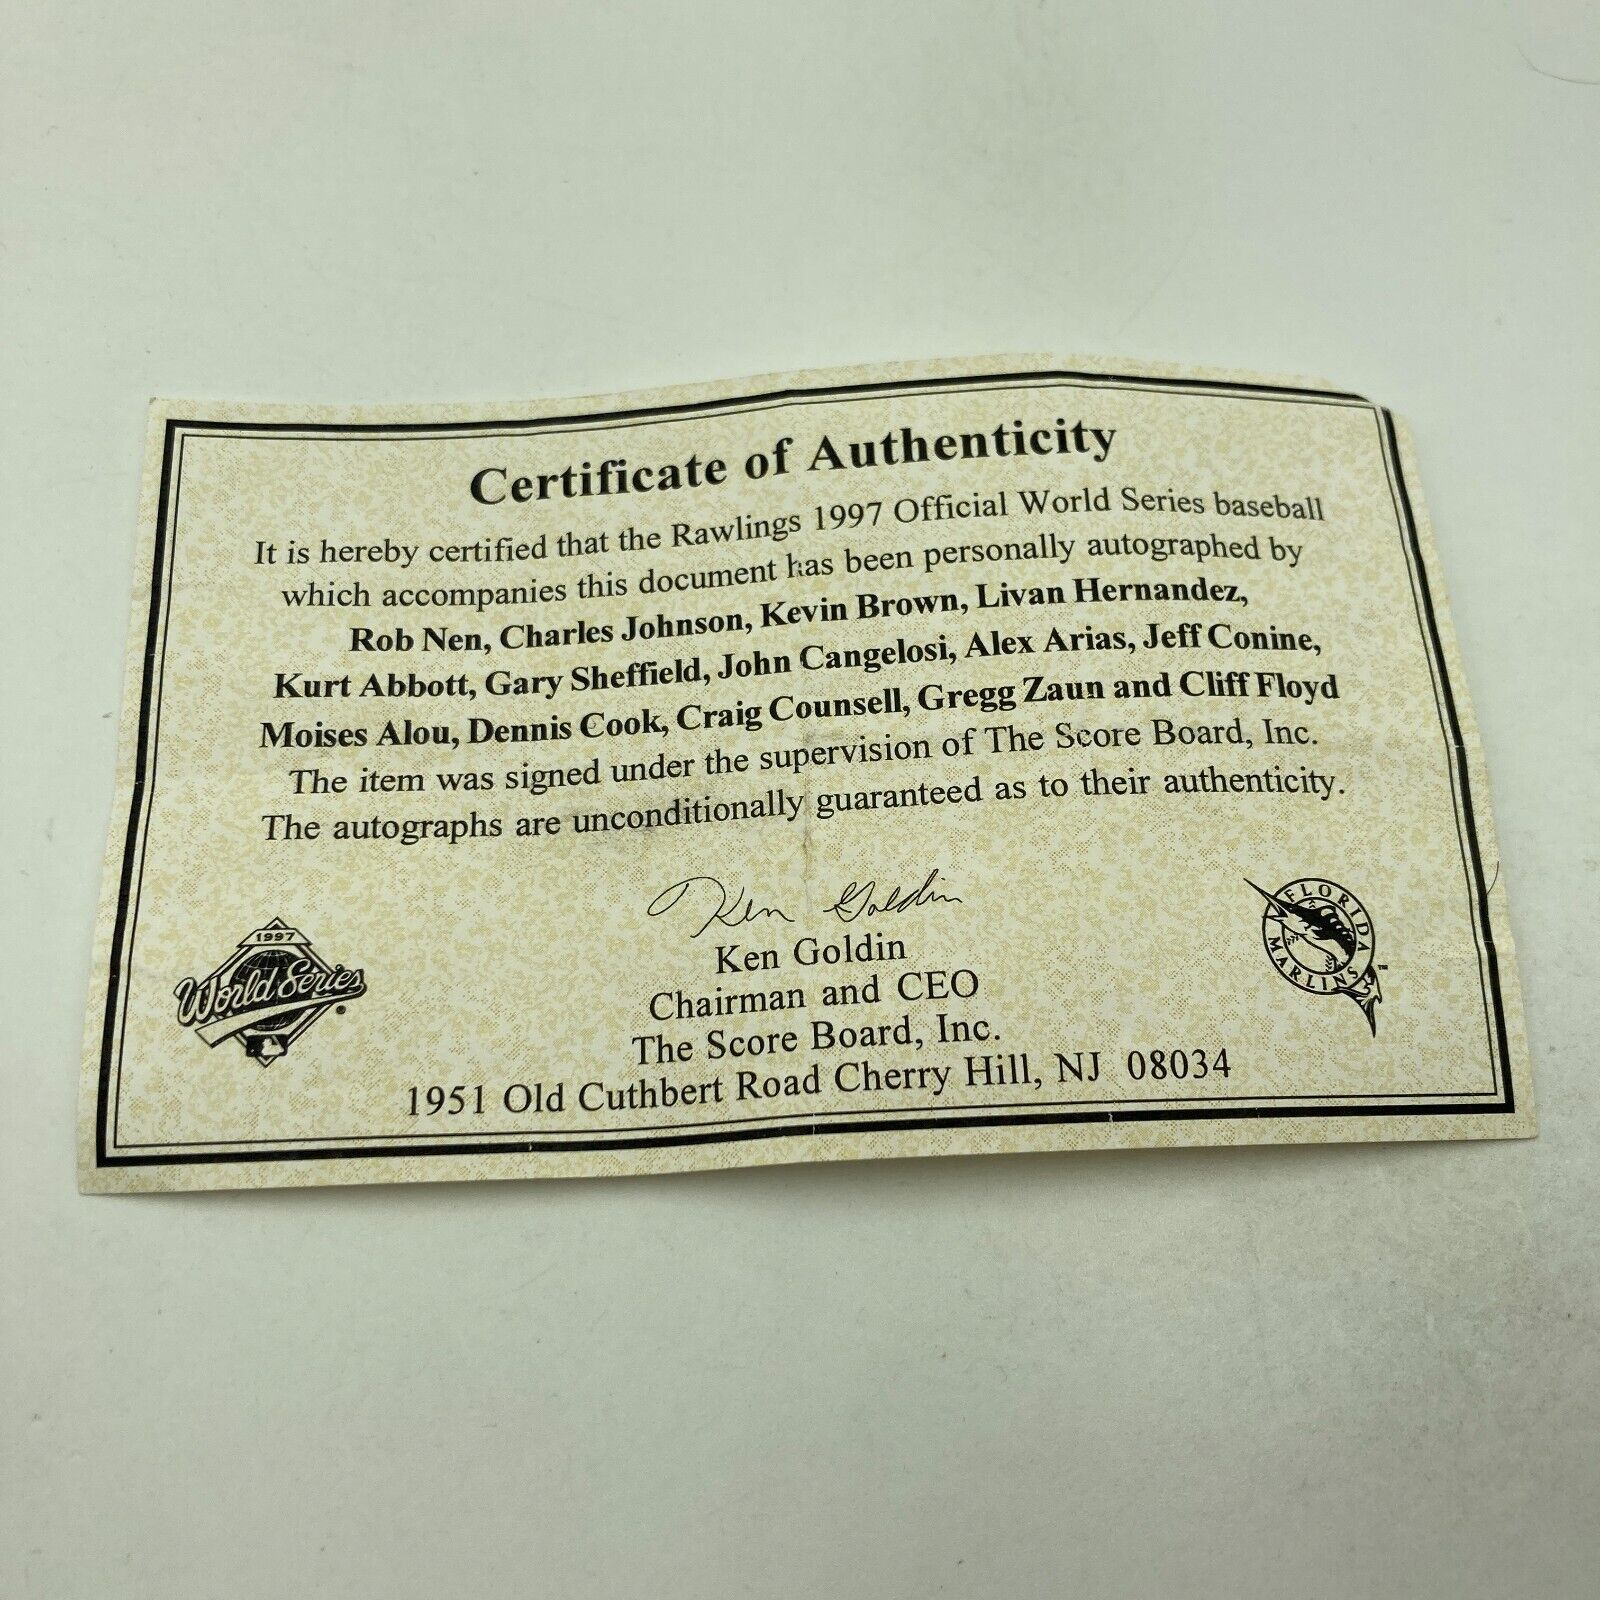 Certificate of Authenticity
It is hereby certified that the Rawlings 1997 Official World Series baseball
which accompanies this document has been personally autographed by
Rob Nen, Charles Johnson, Kevin Brown, Livan Hernandez,
Kurt Abbott, Gary Sheffield, John Cangelosi, Alex Arias, Jeff Conine,
Moises Alou, Dennis Cook, Craig Counsell, Gregg Zaun and Cliff Floyd
The item was signed under the supervision of The Score Board, Inc.
The autographs are unconditionally guaranteed as to their authenticity.
Ken Goldin
Ken Goldin
Chairman and CEO
The Score Board, Inc.
1951 Old Cuthbert Road Cherry Hill, NJ 08034
1997
World Series®
FLORIDA
MARLINS™